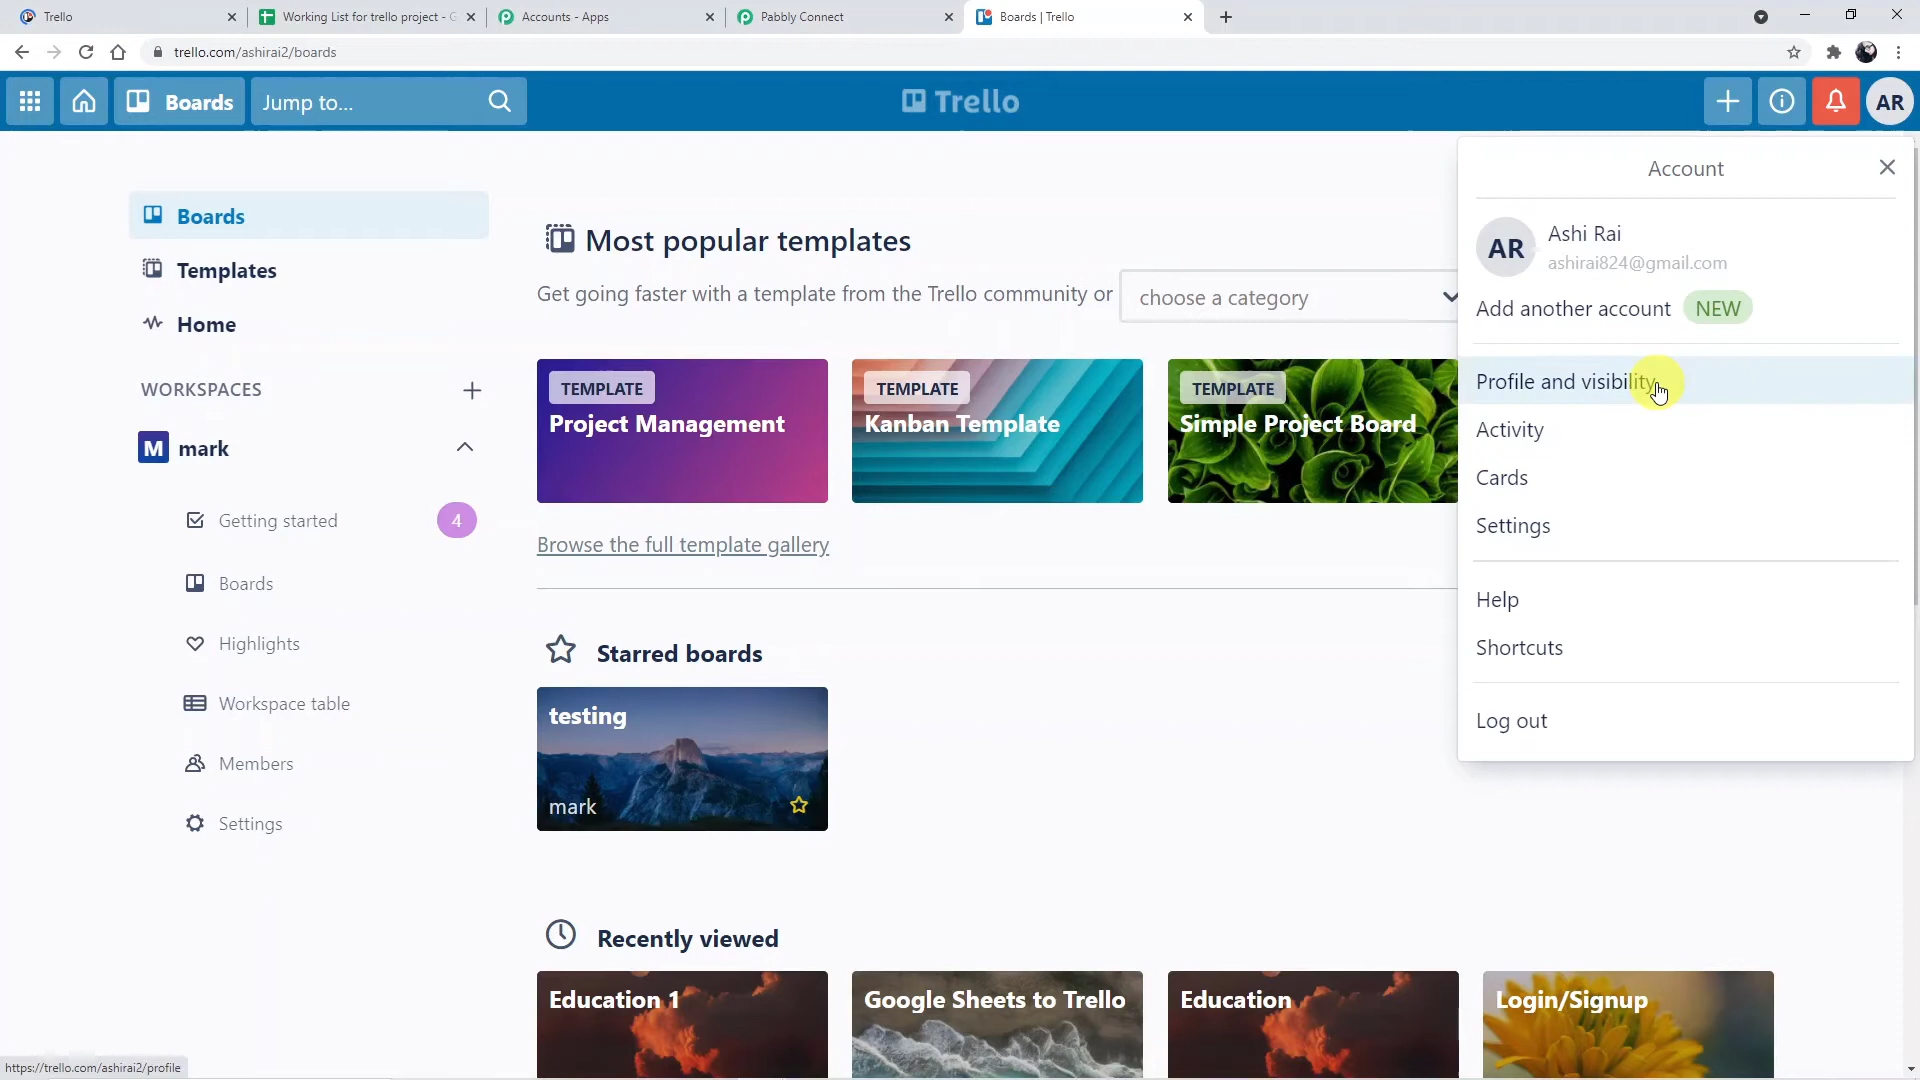 Trello
Working List for trello project - G
Accounts - Apps
Pabbly Connect
Boards | Trello
trello.com/ashirai2/boards
Boards
Jump to...
Trello
AR
Account
AR
Ashi Rai
ashirai824@gmail.com
Add another account NEW
Profile and visibility
Activity
Cards
Settings
Help
Shortcuts
Log out
Boards
Templates
Home
WORKSPACES
M mark
Getting started 4
Boards
Highlights
Workspace table
Members
Settings
Most popular templates
Get going faster with a template from the Trello community or choose a category
TEMPLATE
Project Management
TEMPLATE
Kanban Template
TEMPLATE
Simple Project Board
Browse the full template gallery
Starred boards
testing
mark
Recently viewed
Education 1
Google Sheets to Trello
Education
Login/Signup
https://trello.com/ashirai2/profile